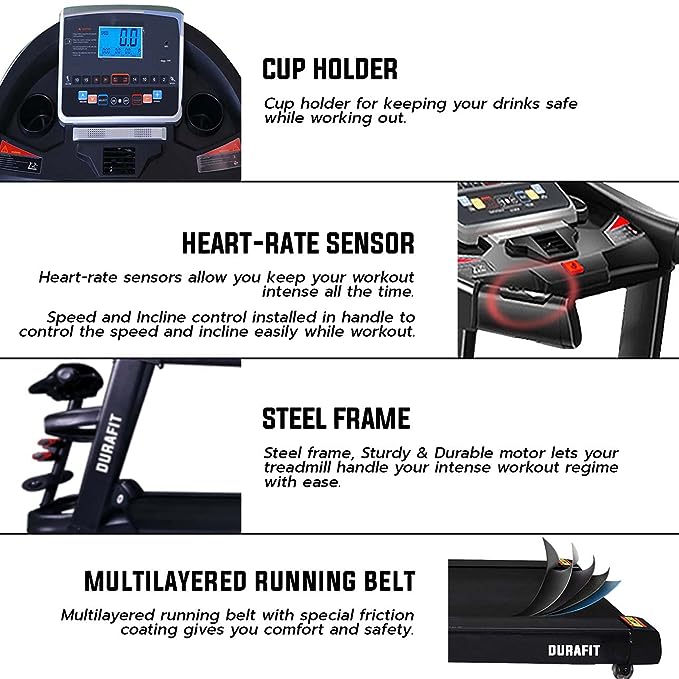 0.0
CUP HOLDER
Cup holder for keeping your drinks safe
while working out.
HEART-RATE SENSOR
Heart-rate sensors allow you keep your workout
intense all the time.
Speed and Incline control installed in handle to
control the speed and incline easily while workout.
DURAFIT
STEEL FRAME
Steel frame, Sturdy & Durable motor lets your
treadmill handle your intense workout regime
with ease.
MULTILAYERED RUNNING BELT
Multilayered running belt with special friction
coating gives you comfort and safety.
DURAFIT